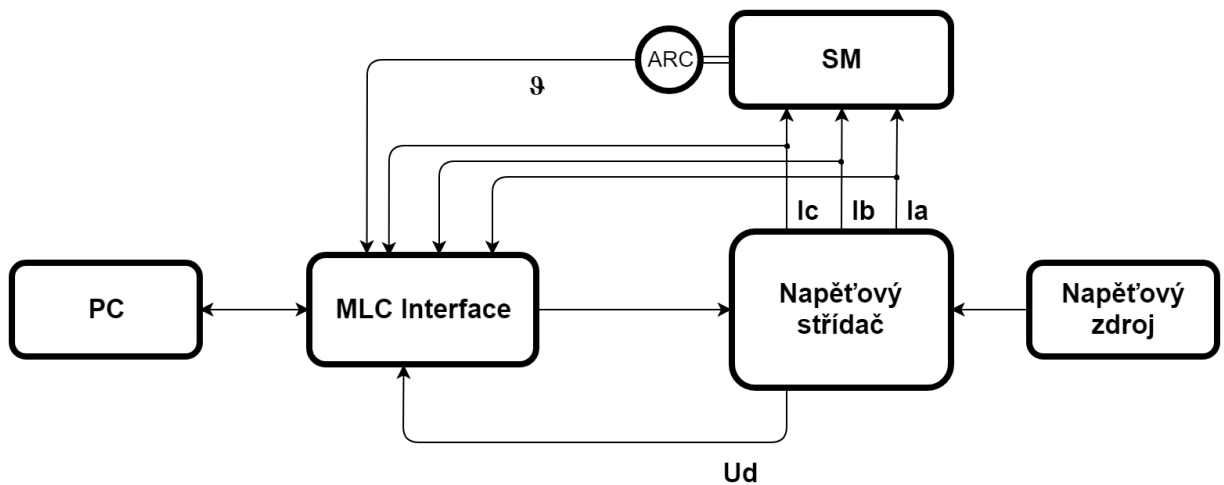 ARC
SM
ϑ
Ic
Ib
Ia
PC
MLC Interface
Napěťový
střídač
Napěťový
zdroj
Ud